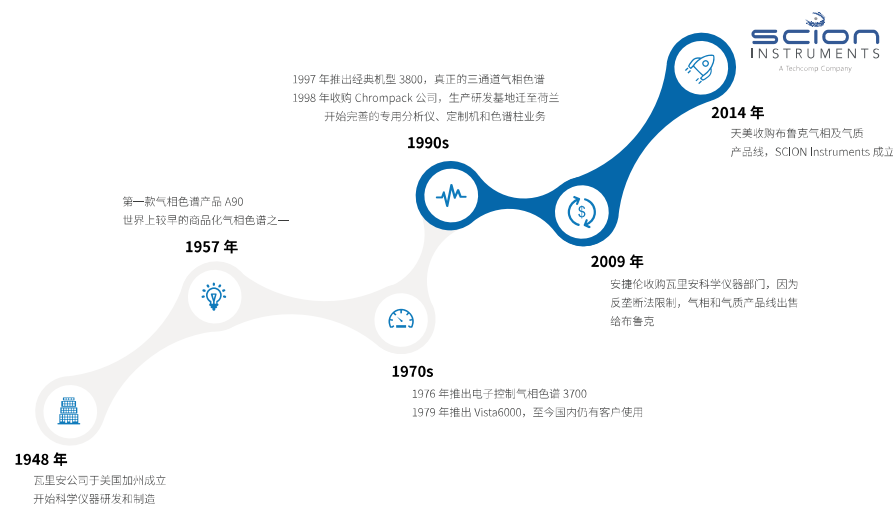 SCION
INSTRUMENTS
A Techcomp Company
1997 年推出经典机型 3800，真正的三通道气相色谱
1998 年收购 Chrompack 公司，生产研发基地迁至荷兰
开始完善的专用分析仪、定制机和色谱柱业务
1990s
2014 年
天美收购布鲁克气相及气质
产品线，SCION Instruments 成立
第一款气相色谱产品 A90
世界上较早的商品化气相色谱之一
1957 年
$
2009 年
安捷伦收购瓦里安科学仪器部门，因为
反垄断法限制，气相和气质产品线出售
给布鲁克
1970s
1976 年推出电子控制气相色谱 3700
1979 年推出 Vista6000，至今国内仍有客户使用
1948 年
瓦里安公司于美国加州成立
开始科学仪器研发和制造